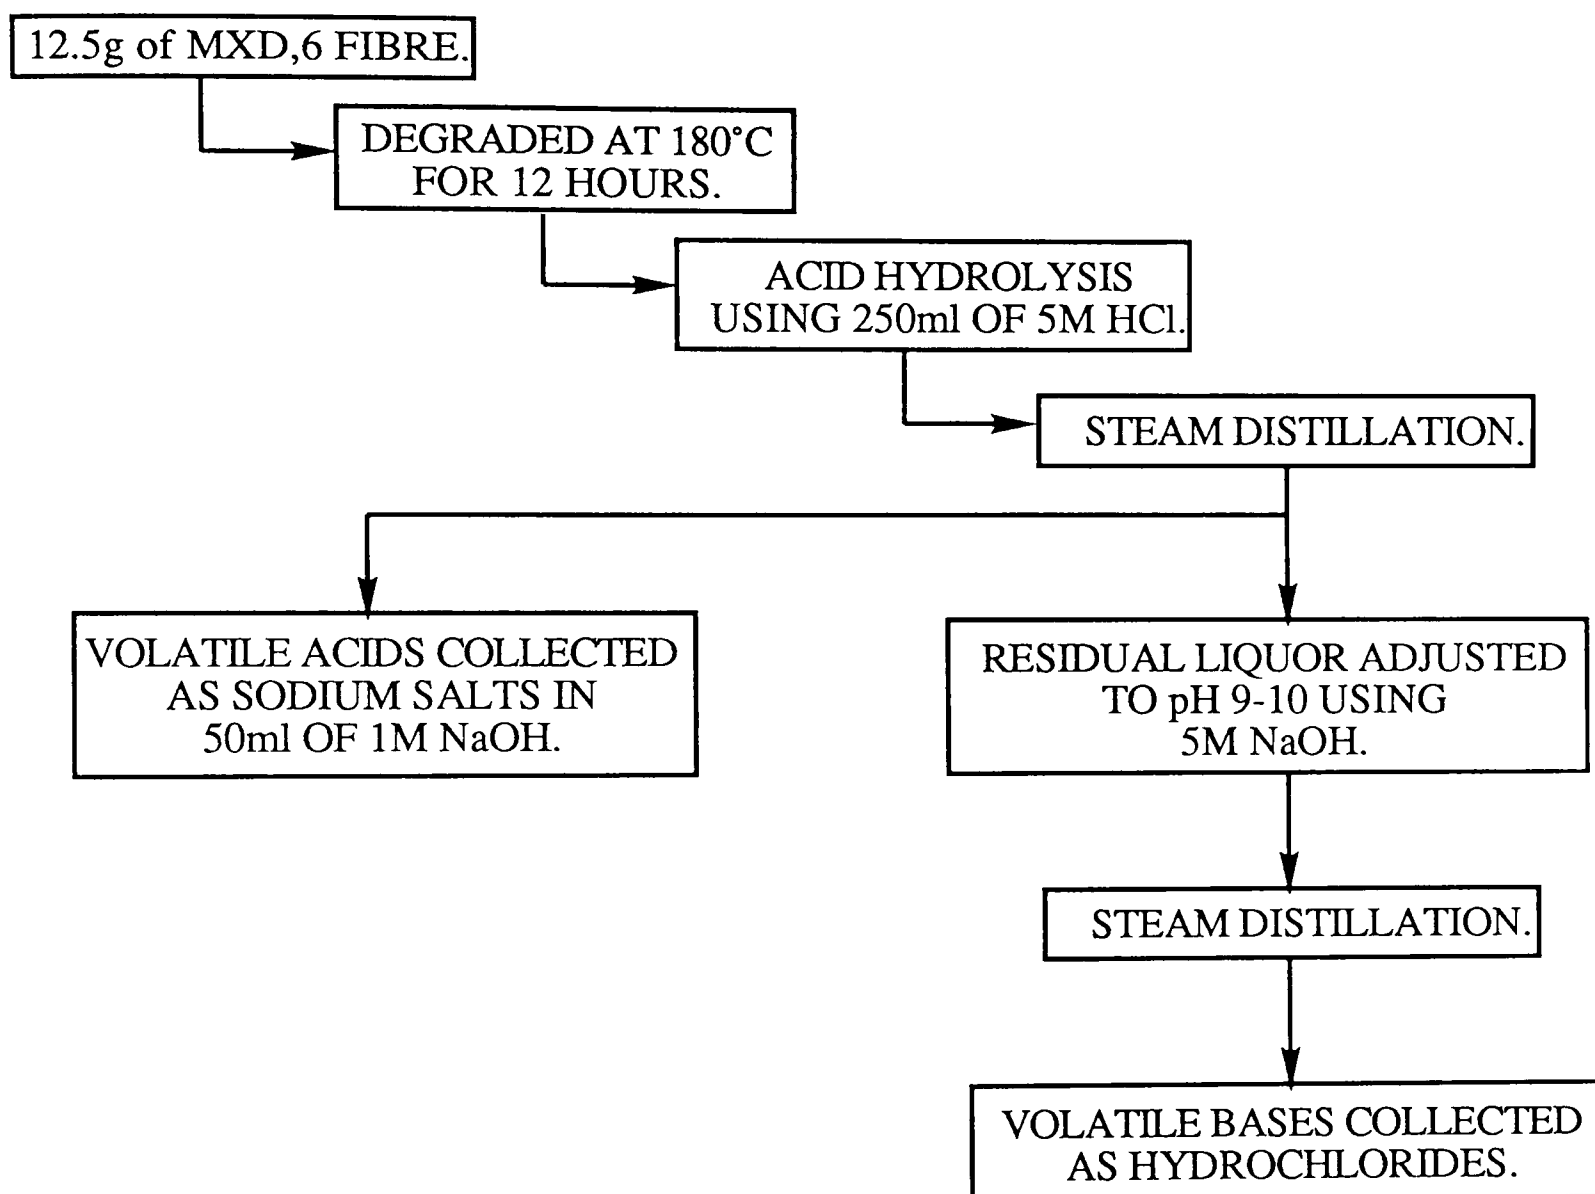 12.5g of MXD,6 FIBRE.
DEGRADED AT 180°C
FOR 12 HOURS.
ACID HYDROLYSIS
USING 250ml OF 5M HCl.
STEAM DISTILLATION.
VOLATILE ACIDS COLLECTED
AS SODIUM SALTS IN
50ml OF 1M NaOH.
RESIDUAL LIQUOR ADJUSTED
TO pH 9-10 USING
5M NaOH.
STEAM DISTILLATION.
VOLATILE BASES COLLECTED
AS HYDROCHLORIDES.